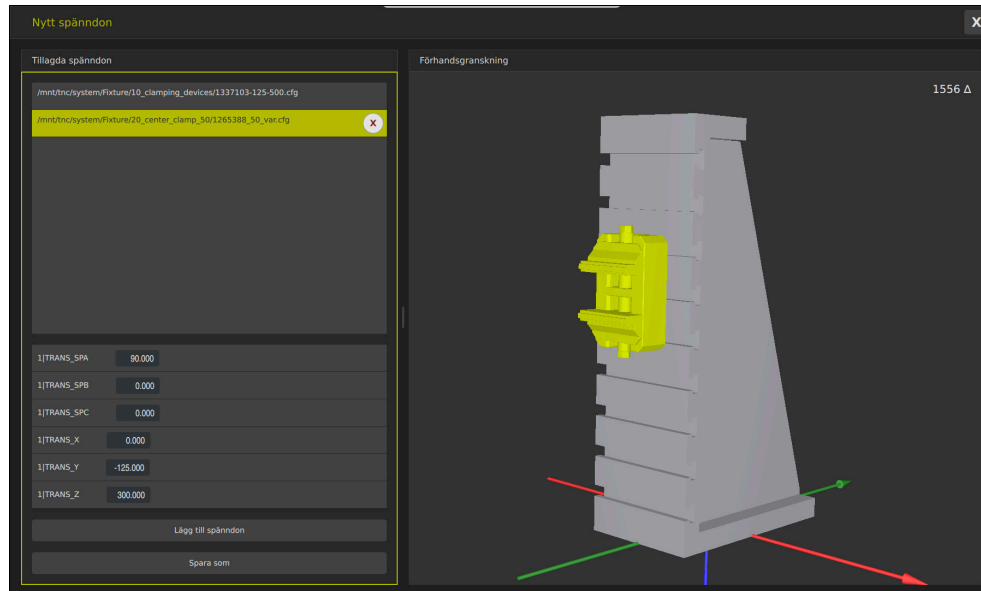 Nytt spänndon
X
Tillagda spänndon
Förhandsgranskning
/mnt/tnc/system/Fixture/10_clamping_devices/1337103-125-500.cfg
1556 Δ
/mnt/tnc/system/Fixture/20_center_clamp_50/1265388_50_var.cfg
X
1|TRANS_SPA 90.000
1|TRANS_SPB 0.000
1|TRANS_SPC 0.000
1|TRANS_X 0.000
1|TRANS_Y -125.000
1|TRANS_Z 300.000
Lägg till spänndon
Spara som